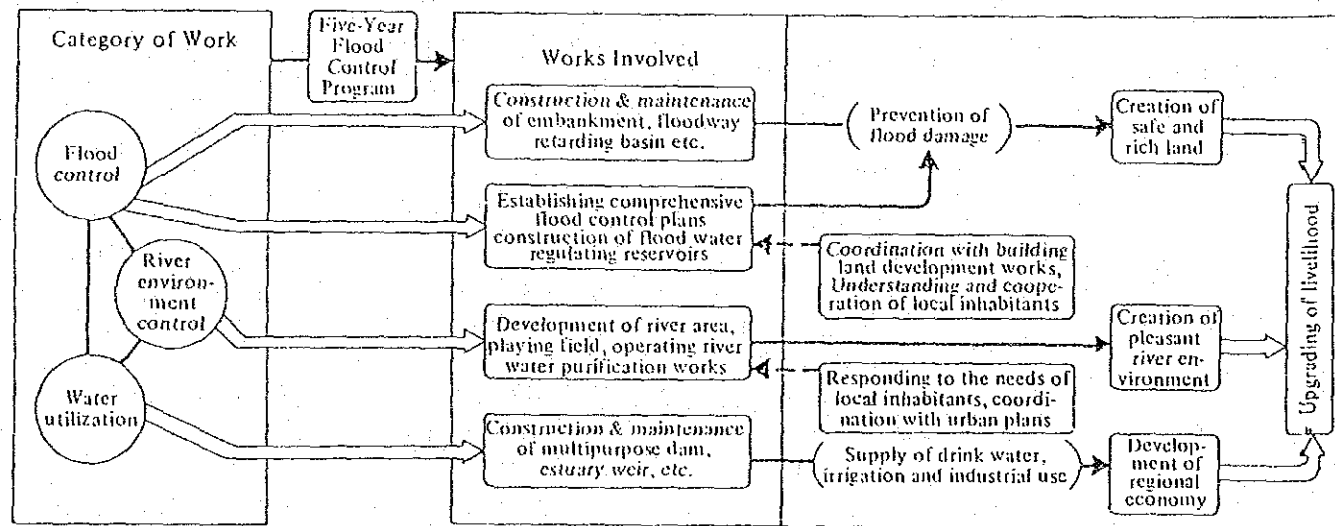 Category of Work
Five-Year
Flood
Control
Program
Works Involved
Flood
control
River
environ-
ment
control
Water
utilization
Construction & maintenance
of embankment, floodway
retarding basin etc.
Establishing comprehensive
flood control plans
construction of flood water
regulating reservoirs
Development of river area,
playing field, operating river
water purification works
Construction & maintenance
of multipurpose dam,
estuary weir, etc.
Prevention of
flood damage
Coordination with building
land development works,
Understanding and coope-
ration of local inhabitants
Responding to the needs of
local inhabitants, coordi-
nation with urban plans
Supply of drink water,
irrigation and industrial use
Creation of
safe and
rich land
Creation of
pleasant
river en-
vironment
Develop-
ment of
regional
economy
Upgrading of livelihood